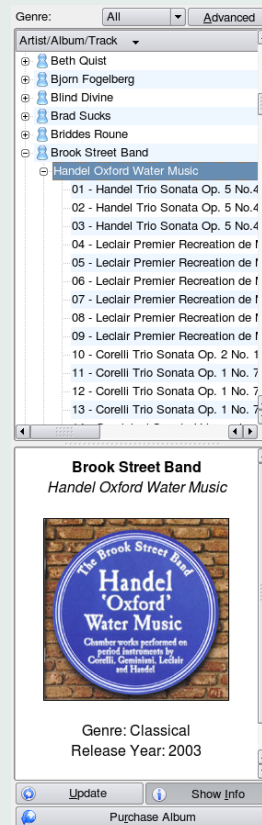 Genre: All Advanced
Artist/Album/Track
Beth Quist
Bjorn Fogelberg
Blind Divine
Brad Sucks
Briddes Roune
Brook Street Band
Handel Oxford Water Music
01 - Handel Trio Sonata Op. 5 No.4
02 - Handel Trio Sonata Op. 5 No.4
03 - Handel Trio Sonata Op. 5 No.4
04 - Leclair Premier Recreation de
05 - Leclair Premier Recreation de
06 - Leclair Premier Recreation de
07 - Leclair Premier Recreation de
08 - Leclair Premier Recreation de
09 - Leclair Premier Recreation de
10 - Corelli Trio Sonata Op. 2 No. 1
11 - Corelli Trio Sonata Op. 1 No. 7
12 - Corelli Trio Sonata Op. 1 No. 7
13 - Corelli Trio Sonata Op. 1 No. 7
Brook Street Band
Handel Oxford Water Music
The Brook Street Band
Handel
'Oxford'
Water Music
Chamber works performed on
period instruments by
Corelli, Geminiani, Leclair
and Handel
Genre: Classical
Release Year: 2003
Update Show Info
Purchase Album